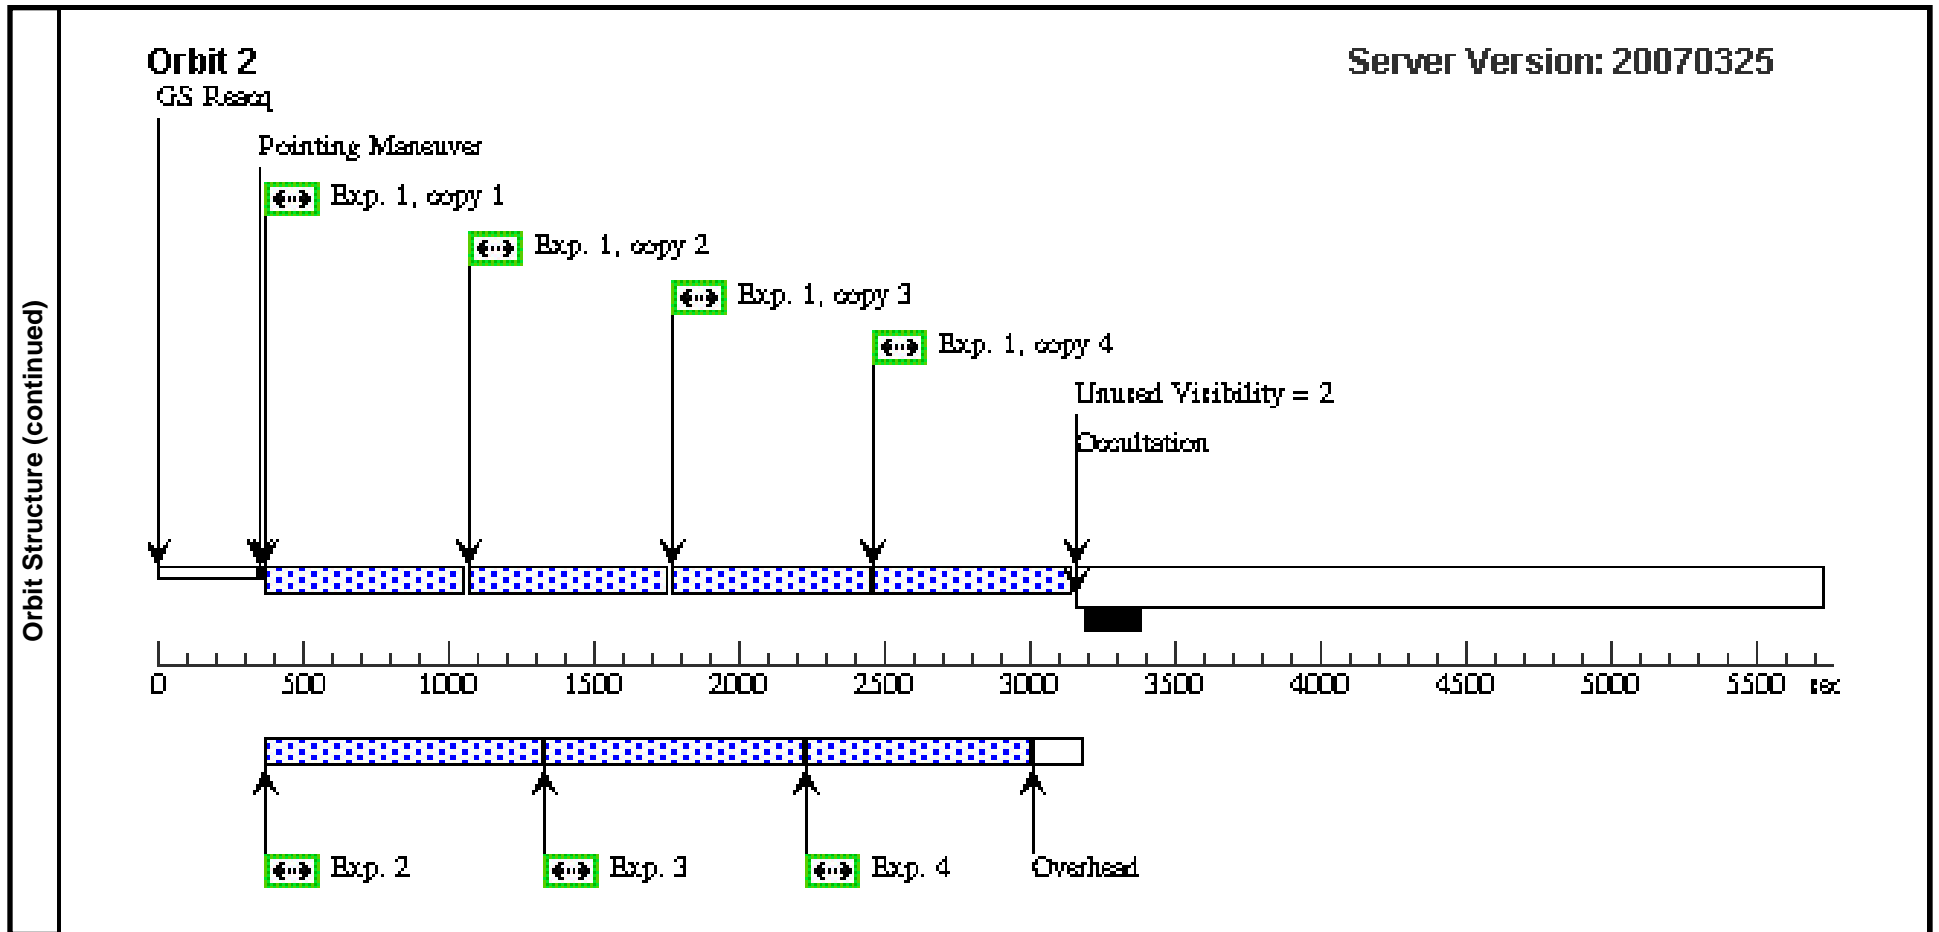 Orbit Structure (continued)
Orbit 2
Server Version: 20070325
GS Reacq
Pointing Maneuver
Exp. 1, copy 1
Exp. 1, copy 2
Exp. 1, copy 3
Exp. 1, copy 4
Unused Visibility = 2
Occultation
0 500 1000 1500 2000 2500 3000 3500 4000 4500 5000 5500 sec
Exp. 2 Exp. 3 Exp. 4 Overhead